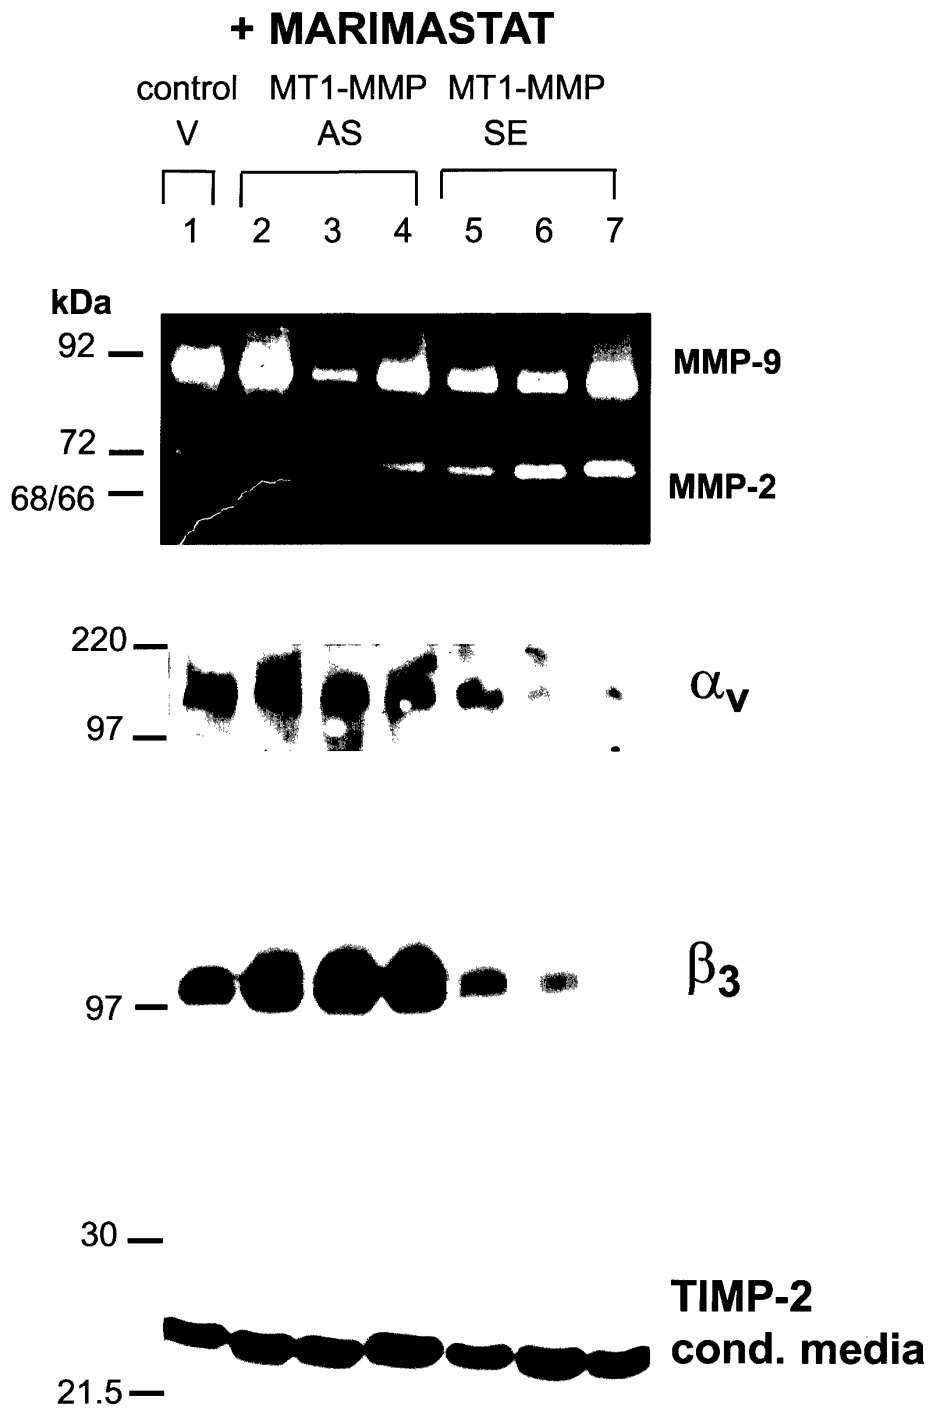 + MARIMASTAT
control MT1-MMP MT1-MMP
V AS SE
1 2 3 4 5 6 7
kDa
92
MMP-9
72
68/66
MMP-2
220
αv
97
β3
97
30
TIMP-2
cond. media
21.5